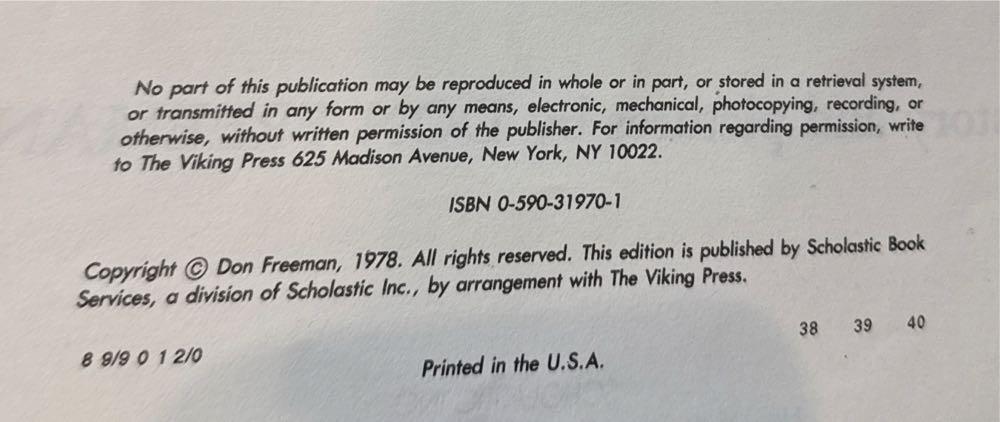 No part of this publication may be reproduced in whole or in part, or stored in a retrieval system,
or transmitted in any form or by any means, electronic, mechanical, photocopying, recording, or
otherwise, without written permission of the publisher. For information regarding permission, write
to The Viking Press 625 Madison Avenue, New York, NY 10022.
ISBN 0-590-31970-1
Copyright © Don Freeman, 1978. All rights reserved. This edition is published by Scholastic Book
Services, a division of Scholastic Inc., by arrangement with The Viking Press.
38 39 40
8 9/9 0 1 2/0
Printed in the U.S.A.